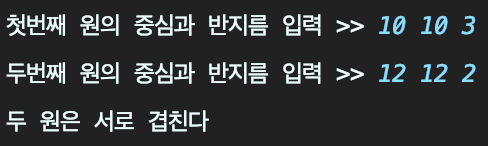 첫번째 원의 중심과 반지름 입력 >> 10 10 3
두번째 원의 중심과 반지름 입력 >> 12 12 2
두 원은 서로 겹친다